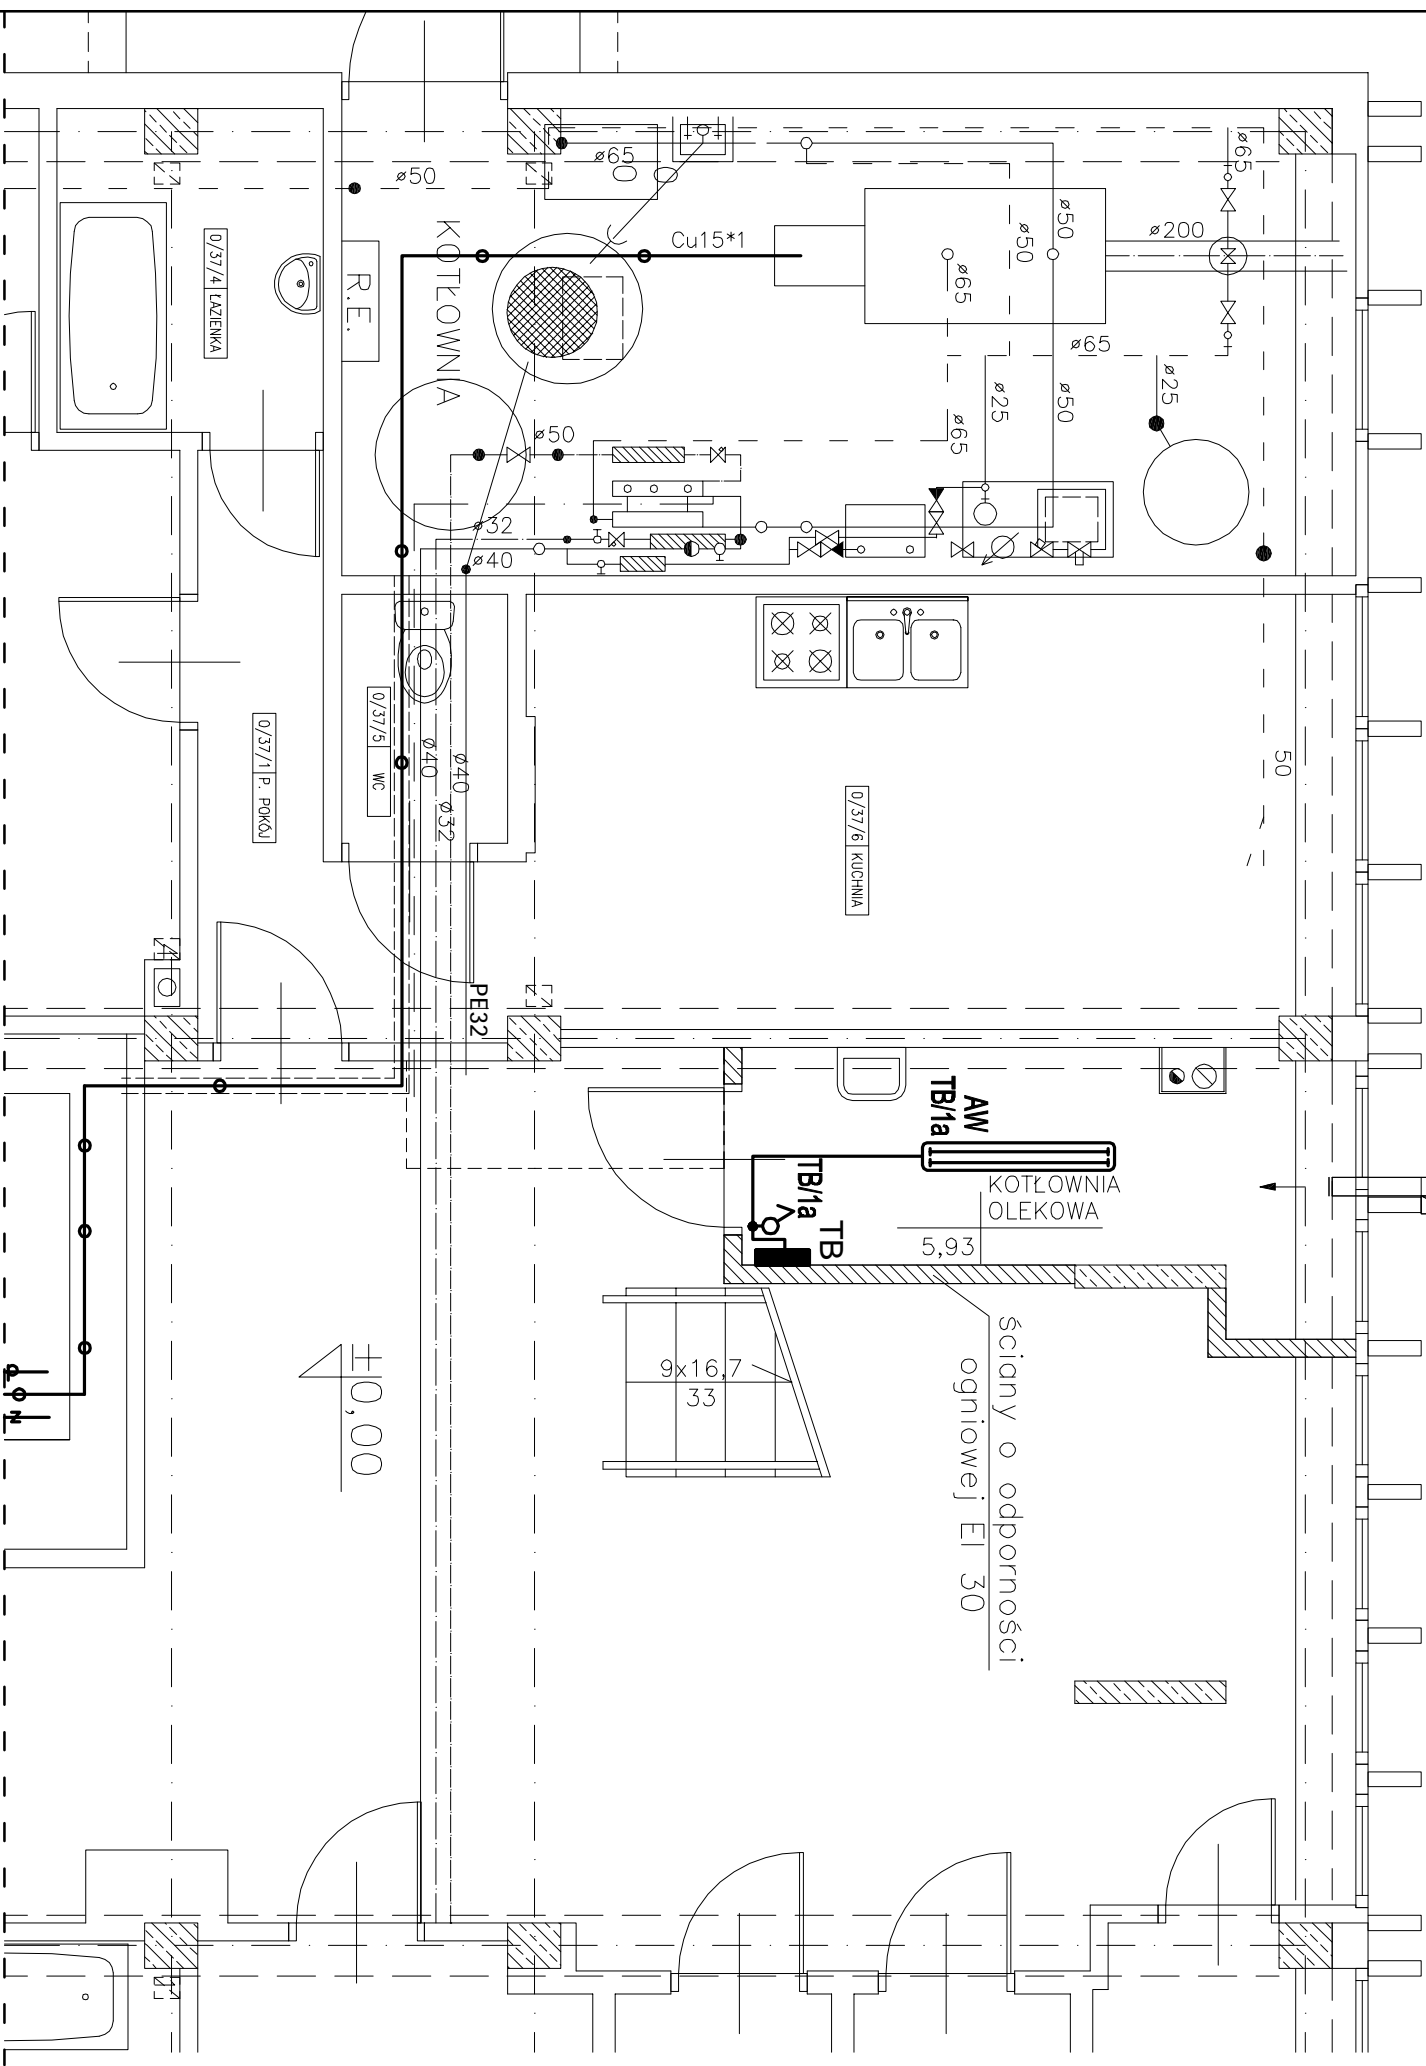 ø65
ø50
0
Cu15*1
ø50
ø50
ø65
ø200
ø65
ø65
ø25
KOTŁOWNIA
R.E.
0/37/4 ŁAZIENKA
ø50
ø65
ø25
ø50
ø32
ø40
0/37/5 WC
0/37/1 P. POKÓJ
ø40
ø40
ø32
0/37/6 KUCHNIA
50
PE32
AW
TB/1a
TB/1a
TB
KOTŁOWNIA
OLEKOWA
5,93
Ściany o odporności
ogniowej EI 30
9x16,7
33
±0,00
P
N